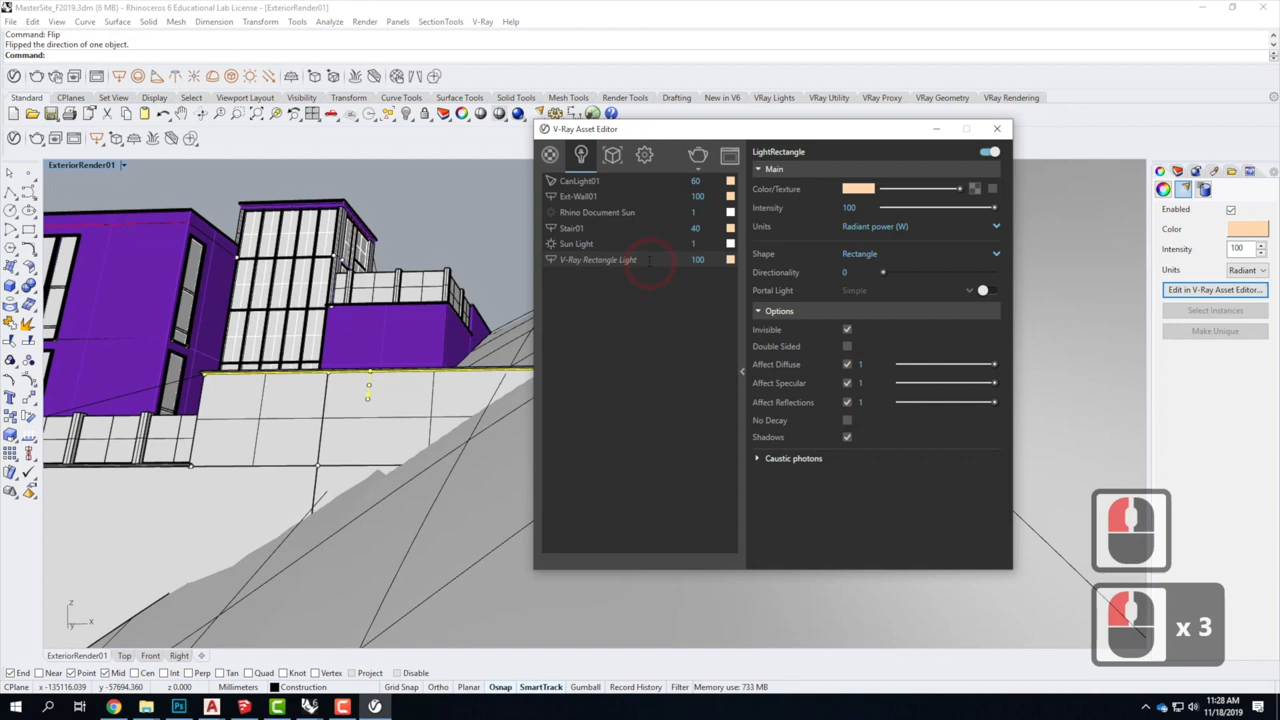 MasterSite_F2019.3dm (6 MB) - Rhinoceros 6 Educational Lab License - [ExteriorRender01]
File Edit View Curve Surface Solid Mesh Dimension Transform Tools Analyze Render Panels SectionTools V-Ray Help
Command: Flip
Flipped the direction of one object.
Command:
Standard CPlanes Set View Display Select Viewport Layout Visibility Transform Curve Tools Surface Tools Solid Tools Mesh Tools Render Tools Drafting New in V6 VRay Lights VRay Utility VRay Proxy VRay Geometry VRay Rendering
ExteriorRender01
V-Ray Asset Editor
CanLight01 60
Ext-Wall01 100
Rhino Document Sun 1
Stair01 40
Sun Light 1
V-Ray Rectangle Light 100
LightRectangle
Main
Color/Texture
Intensity 100
Units Radiant power (W)
Shape Rectangle
Directionality 0
Portal Light Simple
Options
Invisible
Double Sided
Affect Diffuse 1
Affect Specular 1
Affect Reflections 1
No Decay
Shadows
Caustic photons
Enabled
Color
Intensity 100
Units Radiant
Edit in V-Ray Asset Editor...
Select Instances
Make Unique
x 3
z
y x
ExteriorRender01 Top Front Right
End Near Point Mid Cen Int Perp Tan Quad Knot Vertex Project Disable
CPlane x -135116.039 y -57694.360 z 0.000 Millimeters Construction Grid Snap Ortho Planar Osnap SmartTrack Gumball Record History Filter Memory use: 733 MB
11:28 AM
11/18/2019